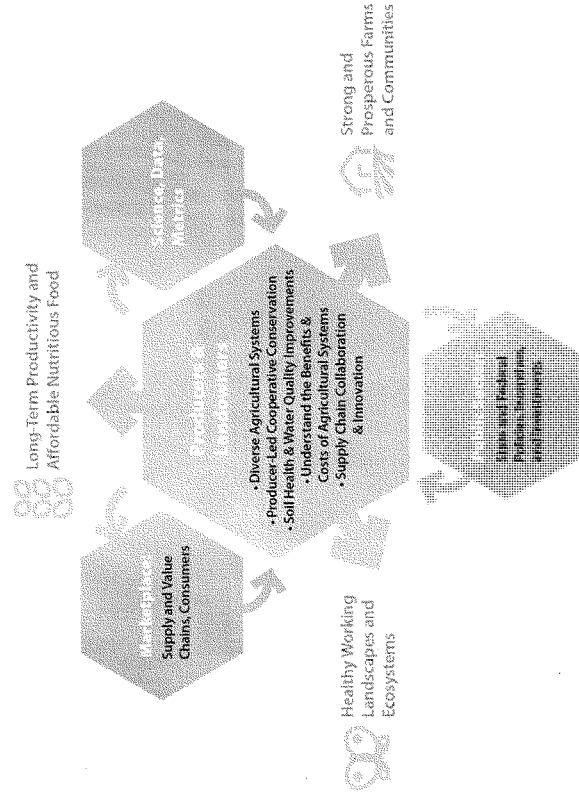 Long-Term Productivity and
Affordable Nutritious Food
Marketplace:
Supply and Value
Chains, Consumers
Science, Data,
Metrics
Producers &
Landowners
• Diverse Agricultural Systems
• Producer-Led Cooperative Conservation
• Soil Health & Water Quality Improvements
• Understand the Benefits &
Costs of Agricultural Systems
• Supply Chain Collaboration
& Innovation
Healthy Working
Landscapes and
Ecosystems
Strong and
Prosperous Farms
and Communities
State and Federal
Policies, Incentives,
and Investments